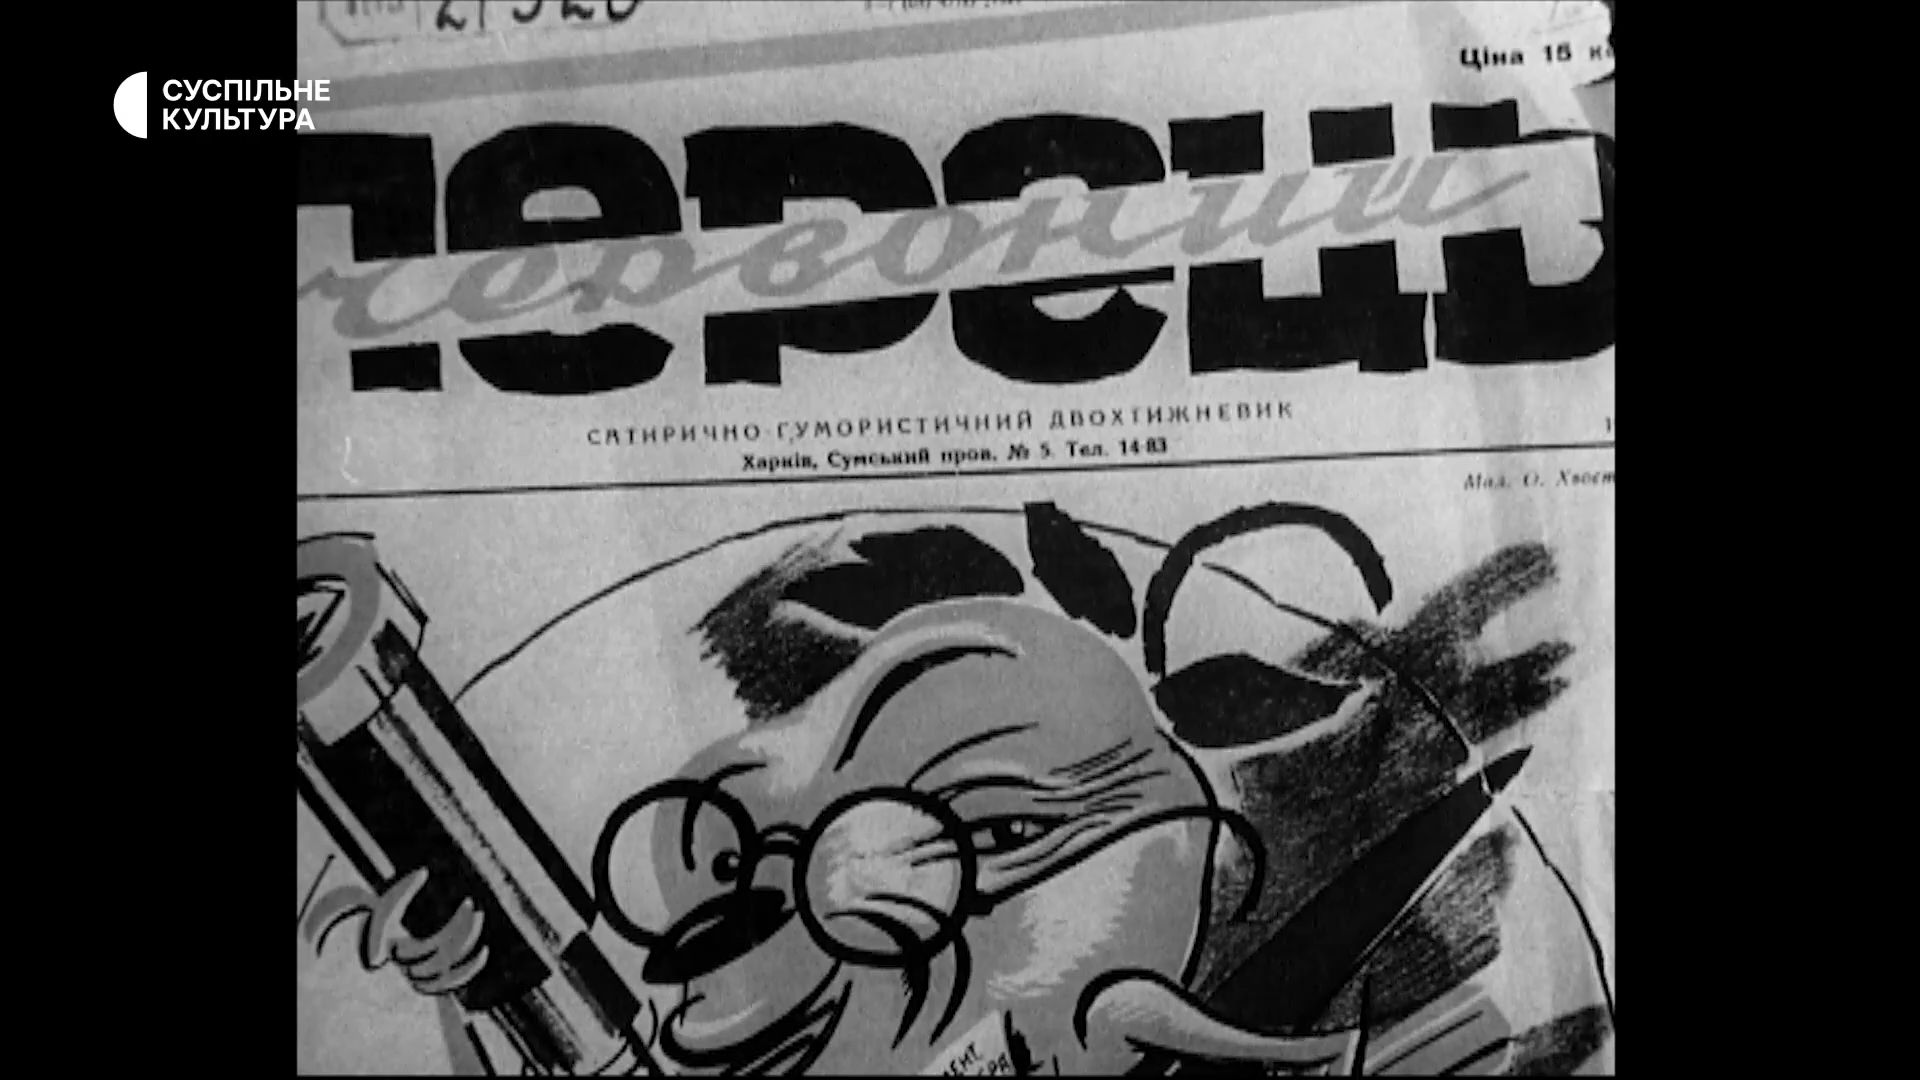 Ціна 15
СУСПІЛЬНЕ
КУЛЬТУРА
перець
червоний
САТИРИЧНО-ГУМОРИСТИЧНИЙ ДВОХТИЖНЕВИК
Харків, Сумський пров. № 5. Тел. 14-83
Мал. О. Хвост